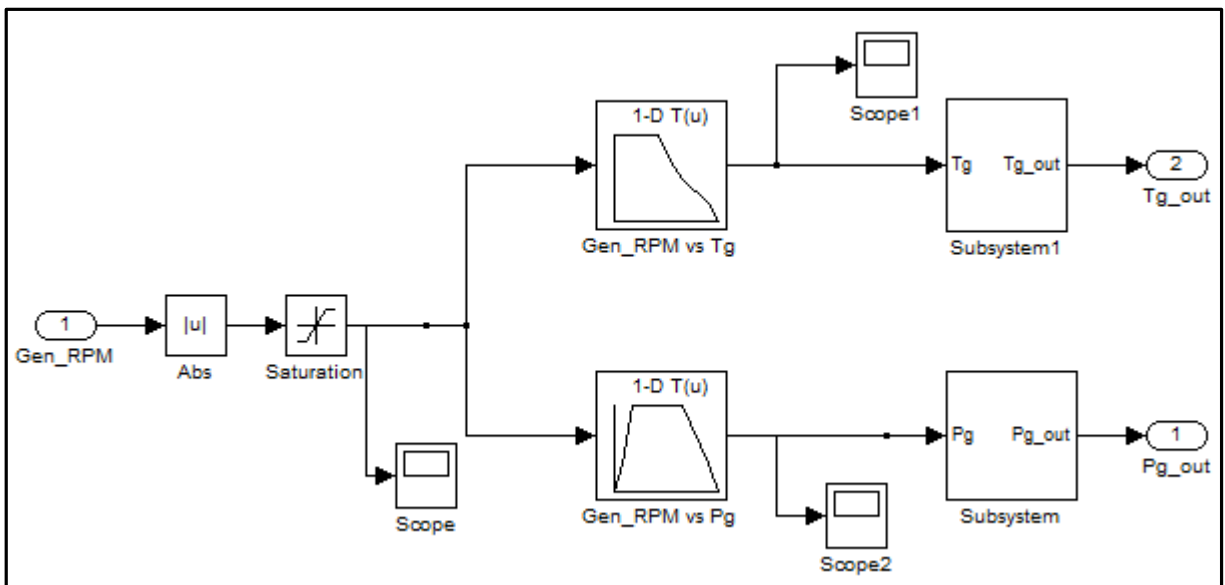 Scope1
1-D T(u)
Gen_RPM vs Tg
Tg Tg_out
Subsystem1
2
Tg_out
1
Gen_RPM
|u|
Abs
Saturation
Scope
1-D T(u)
Gen_RPM vs Pg
Scope2
Pg Pg_out
Subsystem
1
Pg_out